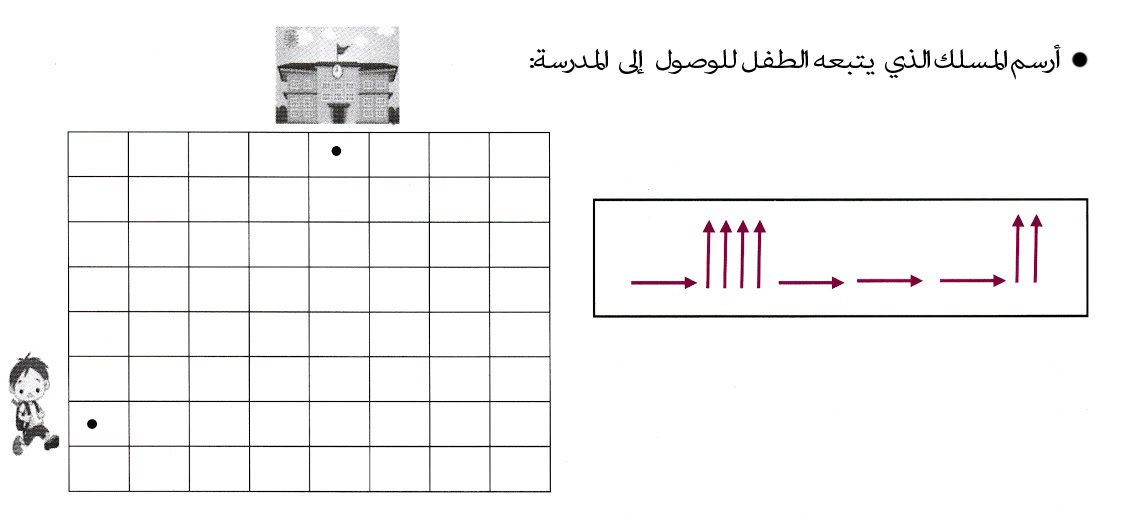 ● أرسم المسلك الذي يتبعه الطفل للوصول إلى المدرسة: